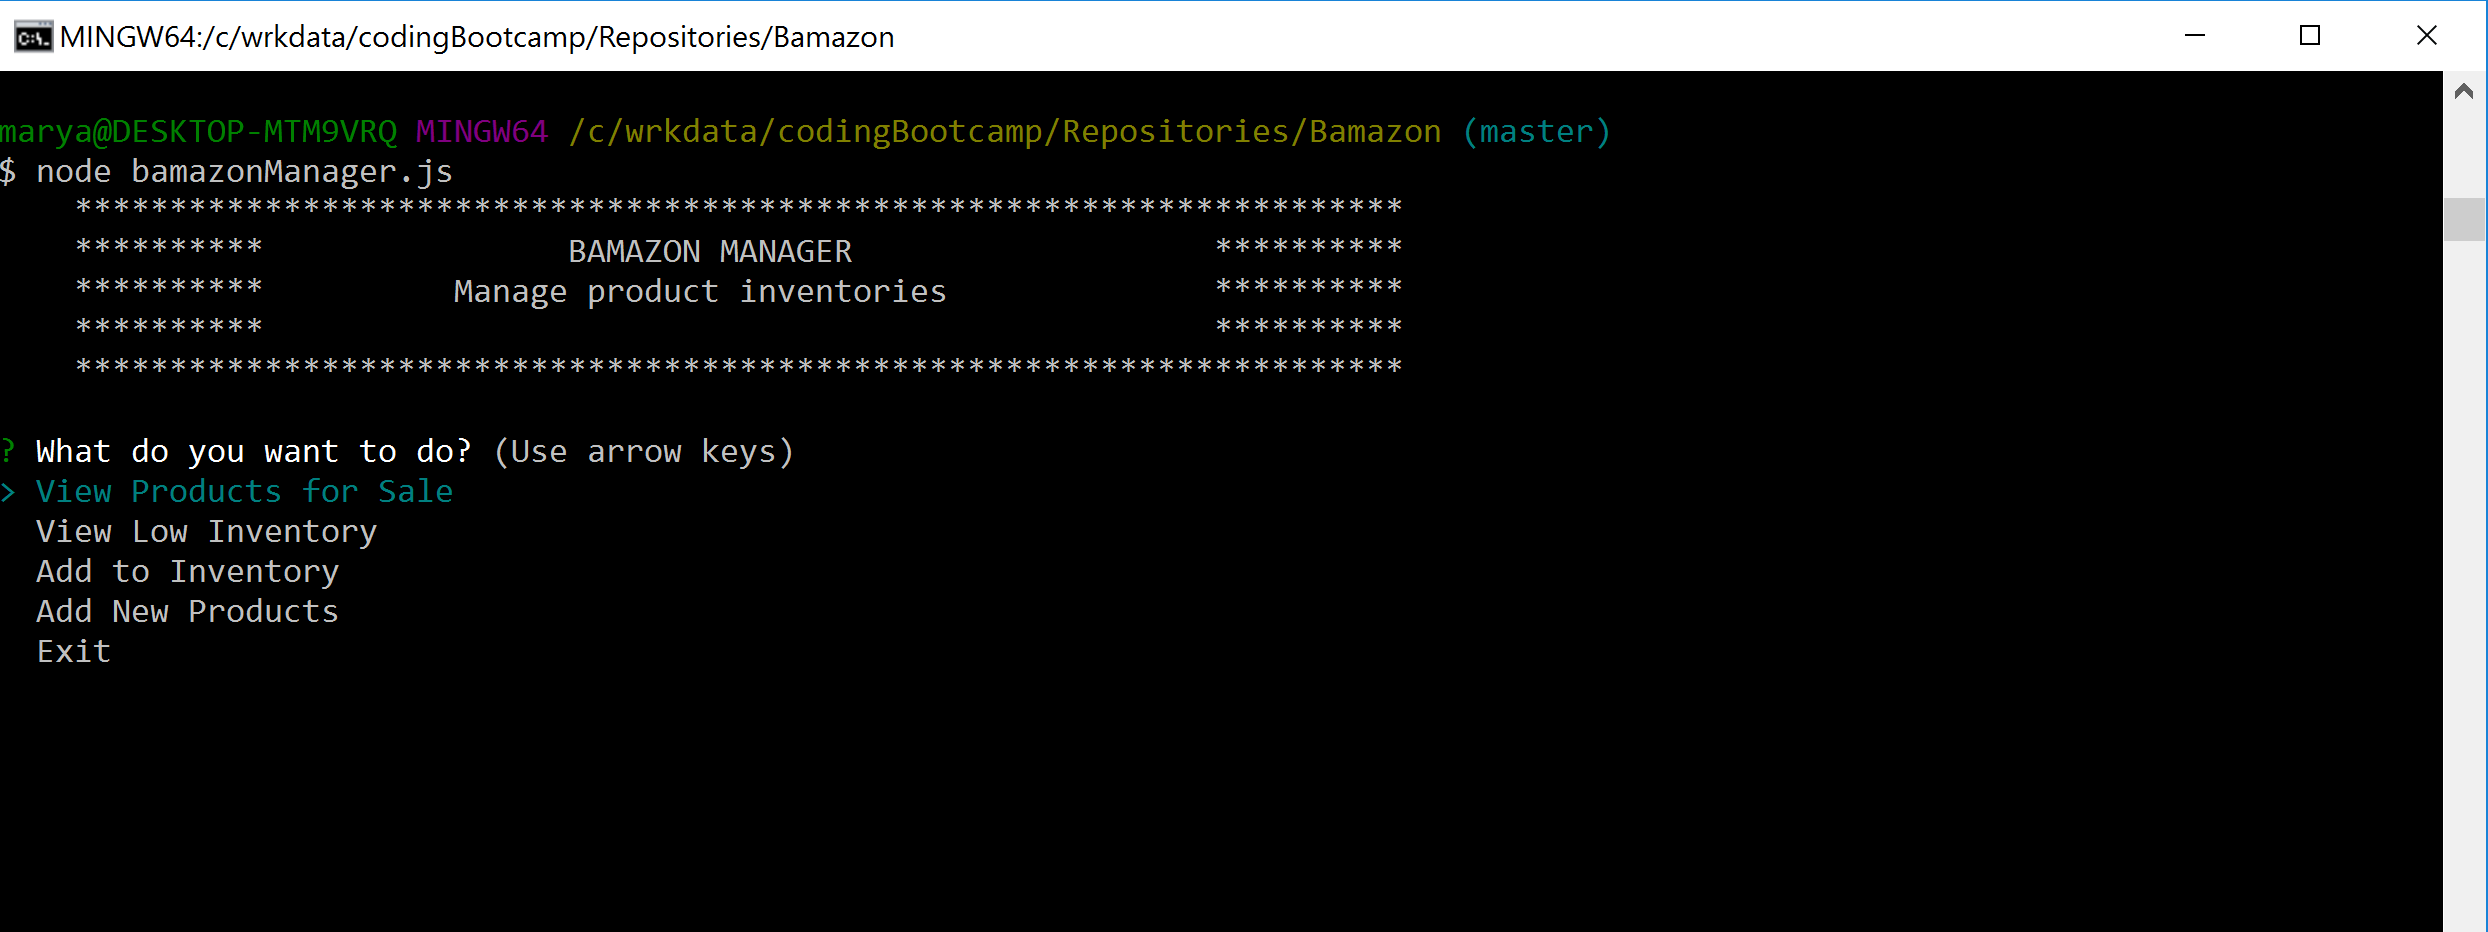 MINGW64:/c/wrkdata/codingBootcamp/Repositories/Bamazon
marya@DESKTOP-MTM9VRQ MINGW64 /c/wrkdata/codingBootcamp/Repositories/Bamazon (master)
$ node bamazonManager.js
**********************************************************************
********** BAMAZON MANAGER **********
********** Manage product inventories **********
********** **********
**********************************************************************
? What do you want to do? (Use arrow keys)
> View Products for Sale
View Low Inventory
Add to Inventory
Add New Products
Exit